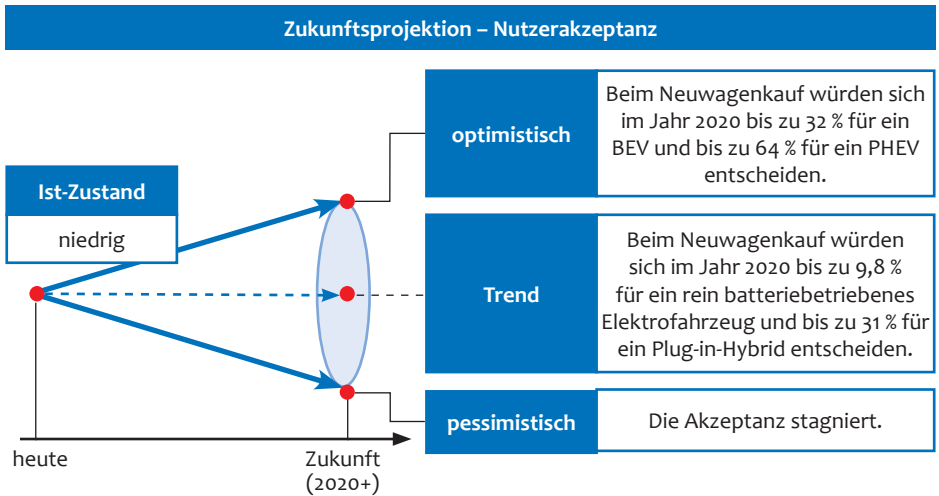 Zukunftsprojektion – Nutzerakzeptanz
Ist-Zustand
niedrig
optimistisch
Beim Neuwagenkauf würden sich
im Jahr 2020 bis zu 32 % für ein
BEV und bis zu 64 % für ein PHEV
entscheiden.
Trend
Beim Neuwagenkauf würden
sich im Jahr 2020 bis zu 9,8 %
für ein rein batteriebetriebenes
Elektrofahrzeug und bis zu 31 % für
ein Plug-in-Hybrid entscheiden.
pessimistisch
Die Akzeptanz stagniert.
heute
Zukunft
(2020+)